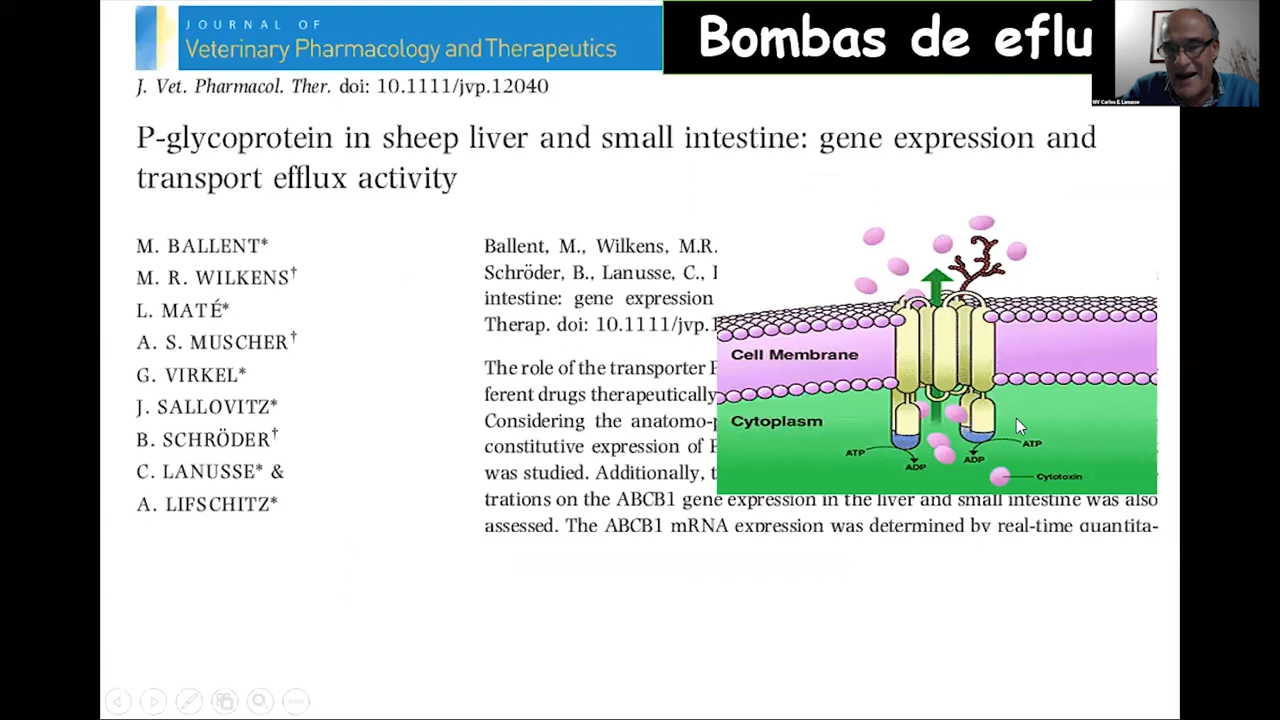 JOURNAL OF
Veterinary Pharmacology and Therapeutics
Bombas de eflu
MV Carlos E Lanusse
J. Vet. Pharmacol. Ther. doi: 10.1111/jvp.12040
P-glycoprotein in sheep liver and small intestine: gene expression and
transport efflux activity
M. BALLENT*
M. R. WILKENS†
L. MATÉ*
A. S. MUSCHER†
G. VIRKEL*
J. SALLOVITZ*
B. SCHRÖDER†
C. LANUSSE* &
A. LIFSCHITZ*
Ballent, M., Wilkens, M.R.
Schröder, B., Lanusse, C.,
intestine: gene expression
Therap. doi: 10.1111/jvp.1
The role of the transporter
ferent drugs therapeutically
Considering the anatomo-
constitutive expression of
was studied. Additionally,
trations on the ABCB1 gene expression in the liver and small intestine was also
assessed. The ABCB1 mRNA expression was determined by real-time quantita-
Cell Membrane
Cytoplasm
ATP
ADP
ADP
ATP
Cytotoxin